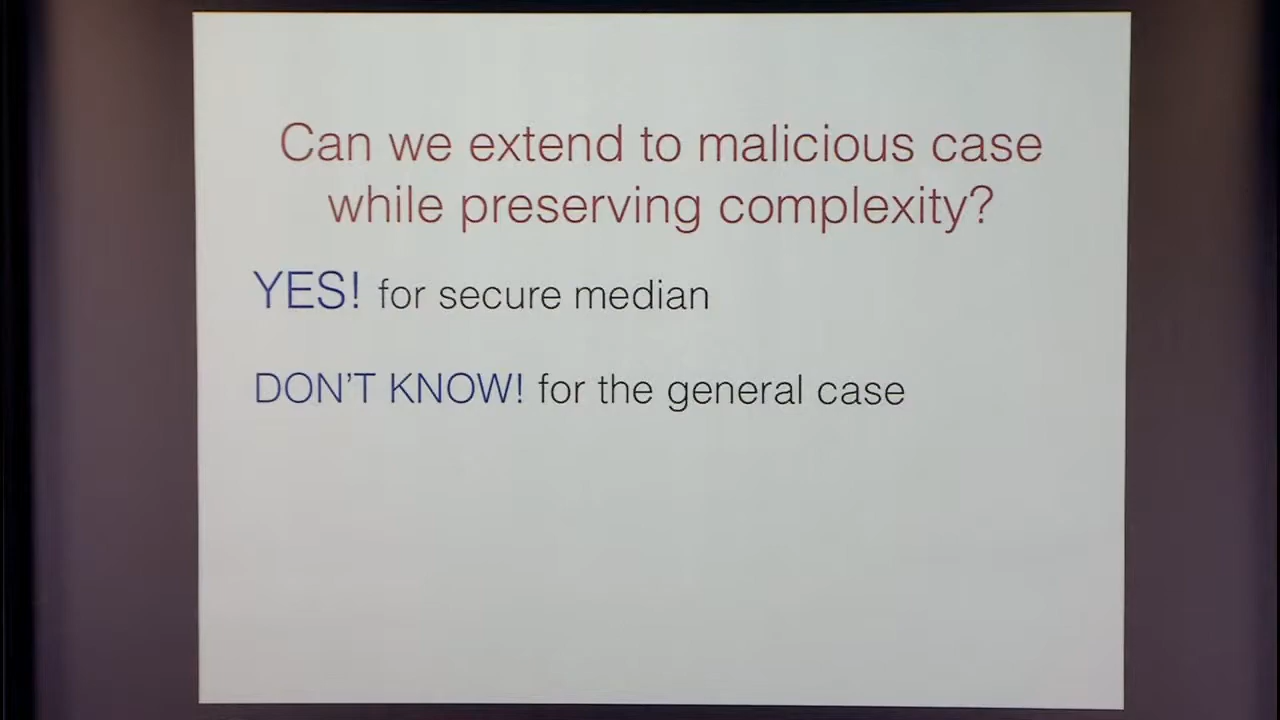 Can we extend to malicious case
while preserving complexity?
YES! for secure median
DON'T KNOW! for the general case